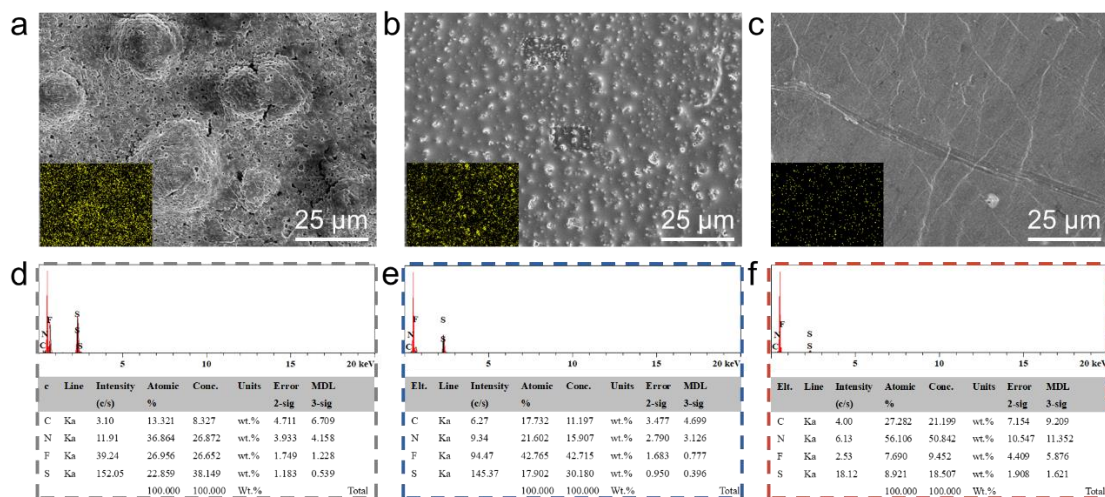 a
b
c
25 μm
25 μm
25 μm
d
e
f
N
C
F
S
S
S
5
10
15
20 keV
N
C
F
S
S
5
10
15
20 keV
F
N
C
S
S
5
10
15
20 keV
c Line Intensity Atomic Conc. Units Error MDL
(c/s) % 2-sig 3-sig
C Ka 3.10 13.321 8.327 wt.% 4.711 6.709
N Ka 11.91 36.864 26.872 wt.% 3.933 4.158
F Ka 39.24 26.956 26.652 wt.% 1.749 1.228
S Ka 152.05 22.859 38.149 wt.% 1.183 0.539
100.000 100.000 Wt.% Total
Elt. Line Intensity Atomic Conc. Units Error MDL
(c/s) % 2-sig 3-sig
C Ka 6.27 17.732 11.197 wt.% 3.477 4.699
N Ka 9.34 21.602 15.907 wt.% 2.790 3.126
F Ka 94.47 42.765 42.715 wt.% 1.683 0.777
S Ka 145.37 17.902 30.180 wt.% 0.950 0.396
100.000 100.000 Wt.% Total
Elt. Line Intensity Atomic Conc. Units Error MDL
(c/s) % 2-sig 3-sig
C Ka 4.00 27.282 21.199 wt.% 7.154 9.209
N Ka 6.13 56.106 50.842 wt.% 10.547 11.352
F Ka 2.53 7.690 9.452 wt.% 4.409 5.876
S Ka 18.12 8.921 18.507 wt.% 1.908 1.621
100.000 100.000 Wt.% Total